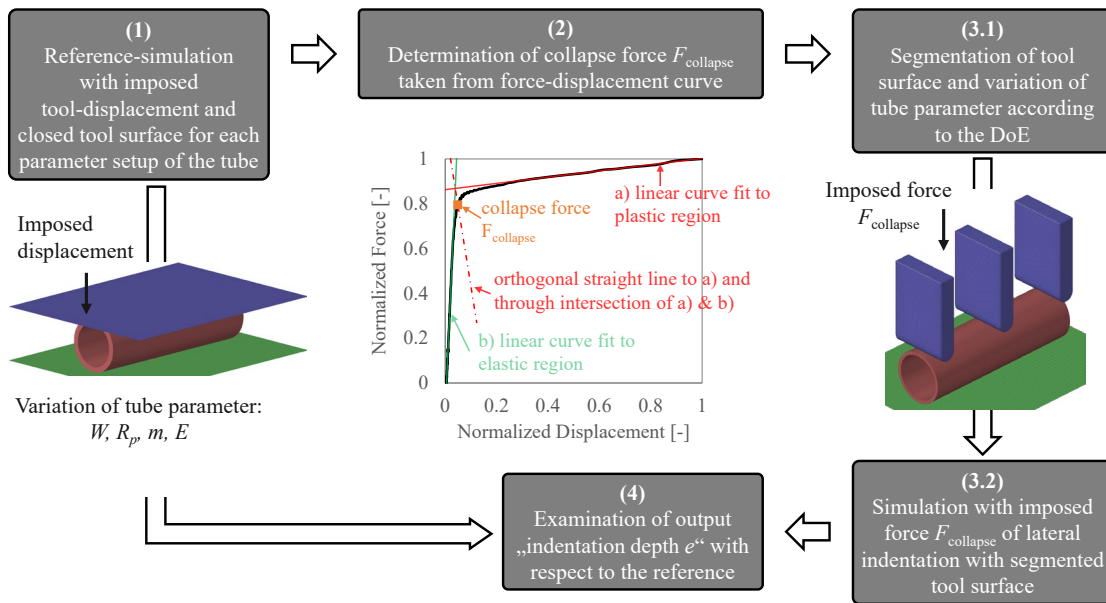 (1)
Reference-simulation
with imposed
tool-displacement and
closed tool surface for each
parameter setup of the tube
Imposed
displacement
Variation of tube parameter:
W, Rp, m, E
(2)
Determination of collapse force Fcollapse
taken from force-displacement curve
Normalized Force [-]
1
0.8
0.6
0.4
0.2
0
a) linear curve fit to
plastic region
collapse force
Fcollapse
orthogonal straight line to a) and
through intersection of a) & b)
b) linear curve fit to
elastic region
0 0.2 0.4 0.6 0.8 1
Normalized Displacement [-]
(3.1)
Segmentation of tool
surface and variation of
tube parameter according
to the DoE
Imposed force
Fcollapse
(3.2)
Simulation with imposed
force Fcollapse of lateral
indentation with segmented
tool surface
(4)
Examination of output
„indentation depth e“ with
respect to the reference